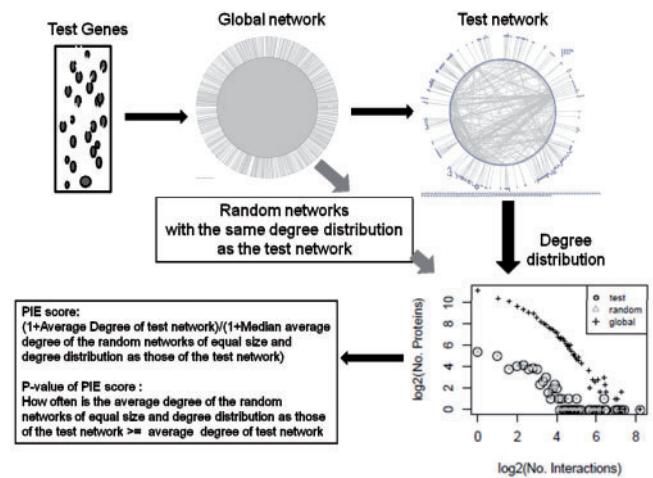 Test Genes
Global network
Test network
Random networks
with the same degree distribution
as the test network
Degree
distribution
PIE score:
(1+Average Degree of test network)/(1+Median average
degree of the random networks of equal size and
degree distribution as those of the test network)
P-value of PIE score :
How often is the average degree of the random
networks of equal size and degree distribution as those
of the test network >= average degree of test network
log2(No. Proteins)
10
8
6
4
2
0
test
random
global
0 2 4 6 8
log2(No. Interactions)